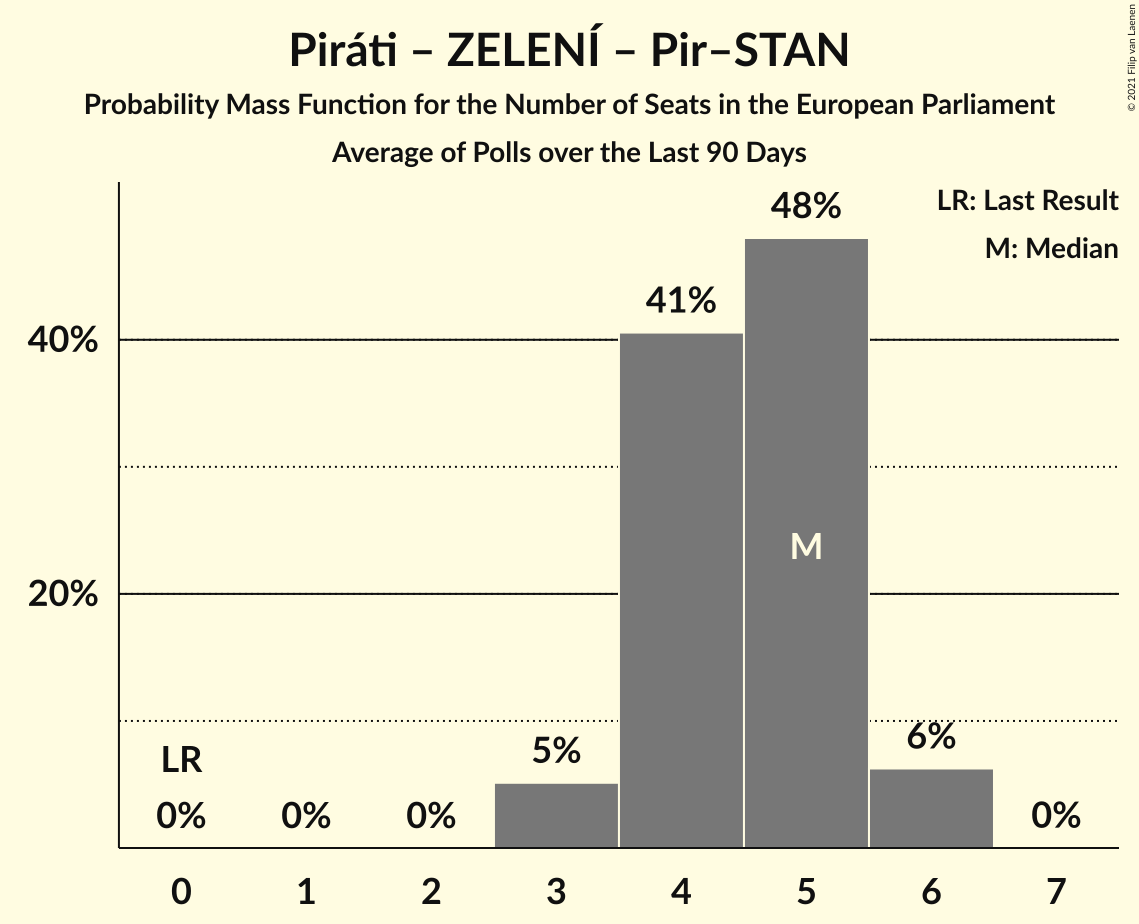 Piráti – ZELENÍ – Pir–STAN
Probability Mass Function for the Number of Seats in the European Parliament
Average of Polls over the Last 90 Days
© 2021 Filip van Laenen
LR: Last Result
M: Median
48%
41%
40%
M
20%
6%
5%
LR
0% 0% 0% 0%
0 1 2 3 4 5 6 7